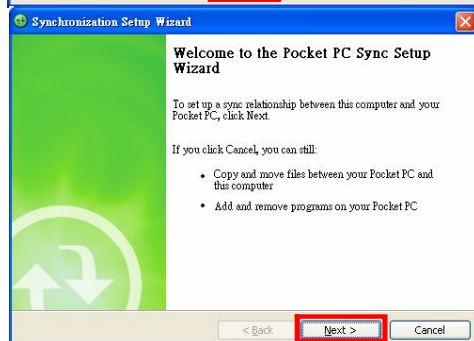 Synchronization Setup Wizard
Welcome to the Pocket PC Sync Setup
Wizard
To set up a sync relationship between this computer and your
Pocket PC, click Next.
If you click Cancel, you can still:
• Copy and move files between your Pocket PC and
this computer
• Add and remove programs on your Pocket PC
< Back Next > Cancel